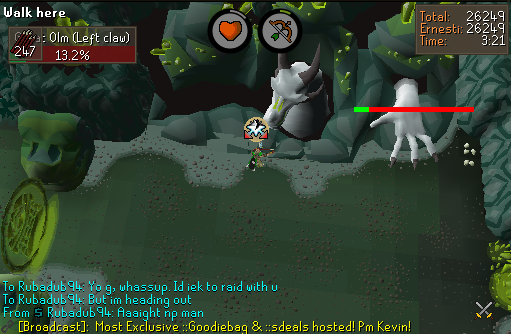 Walk here
: Olm (Left claw)
247
13.2%
Total: 26249
Ernesti: 26249
Time: 3:21
To Rubadub94: Yo g, whassup. Id iek to raid with u
To Rubadub94: But im heading out
From S Rubadub94: Aaaight np man
[Broadcast]: Most Exclusive ::Goodiebag & ::sdeals hosted! Pm Kevin!